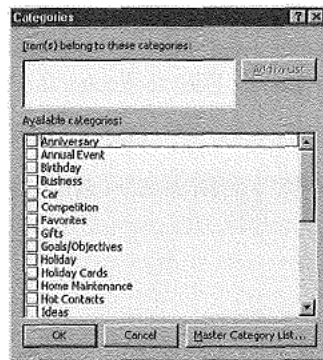 Categories
Item(s) belong to these categories:
Add to List
Available categories:
Anniversary
Annual Event
Birthday
Business
Car
Competition
Favorites
Gifts
Goals/Objectives
Holiday
Holiday Cards
Home Maintenance
Hot Contacts
Ideas
OK
Cancel
Master Category List...